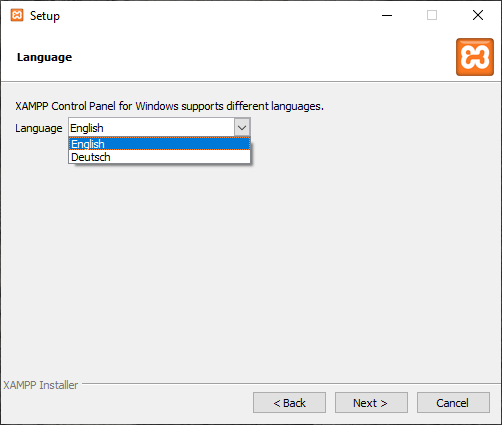 Setup
Language
XAMPP Control Panel for Windows supports different languages.
Language English
English
Deutsch
XAMPP Installer
< Back Next > Cancel